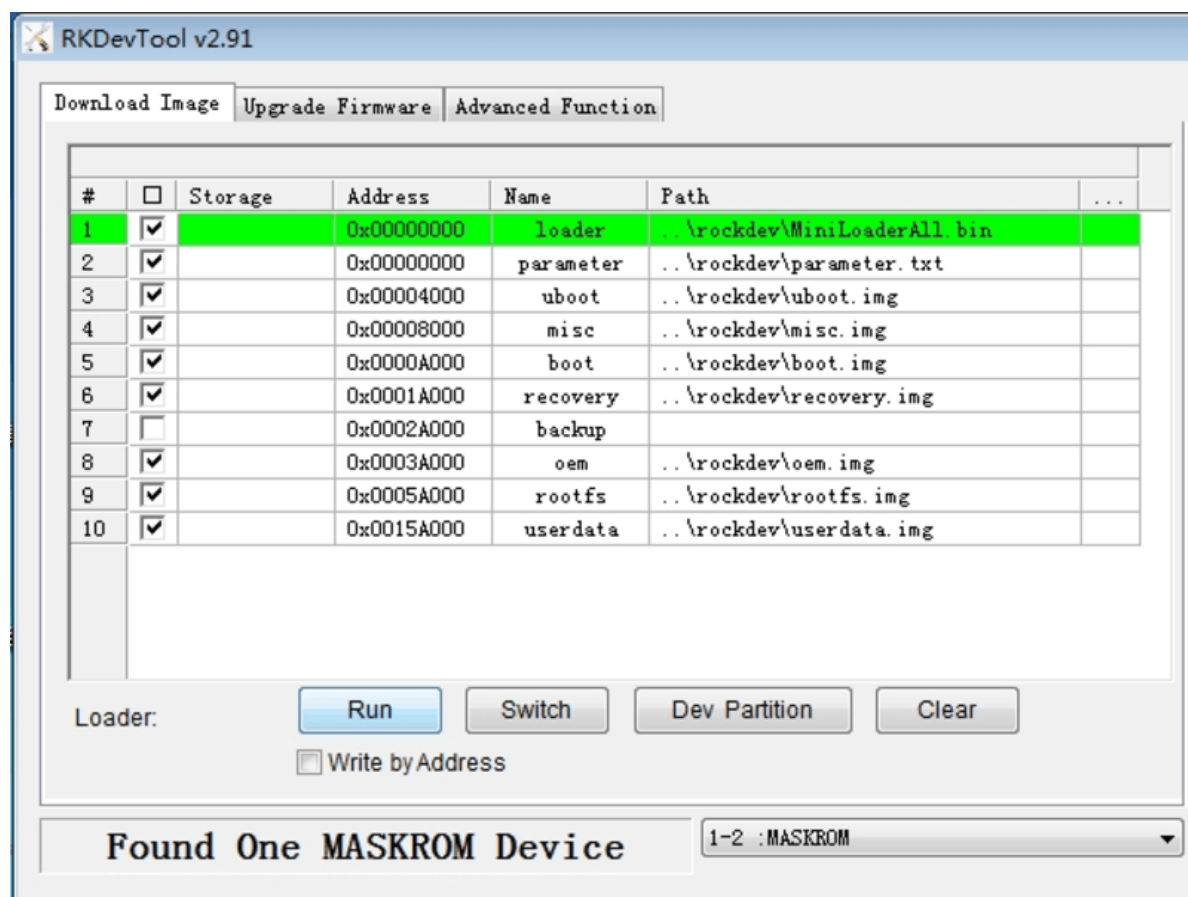 RKDevTool v2.91
Download Image Upgrade Firmware Advanced Function
# Storage Address Name Path ...
1 0x00000000 loader ..\rockdev\MiniLoaderAll.bin
2 0x00000000 parameter ..\rockdev\parameter.txt
3 0x00004000 uboot ..\rockdev\uboot.img
4 0x00008000 misc ..\rockdev\misc.img
5 0x0000A000 boot ..\rockdev\boot.img
6 0x0001A000 recovery ..\rockdev\recovery.img
7 0x0002A000 backup
8 0x0003A000 oem ..\rockdev\oem.img
9 0x0005A000 rootfs ..\rockdev\rootfs.img
10 0x0015A000 userdata ..\rockdev\userdata.img
Loader: Run Switch Dev Partition Clear
Write by Address
Found One MASKROM Device 1-2 :MASKROM